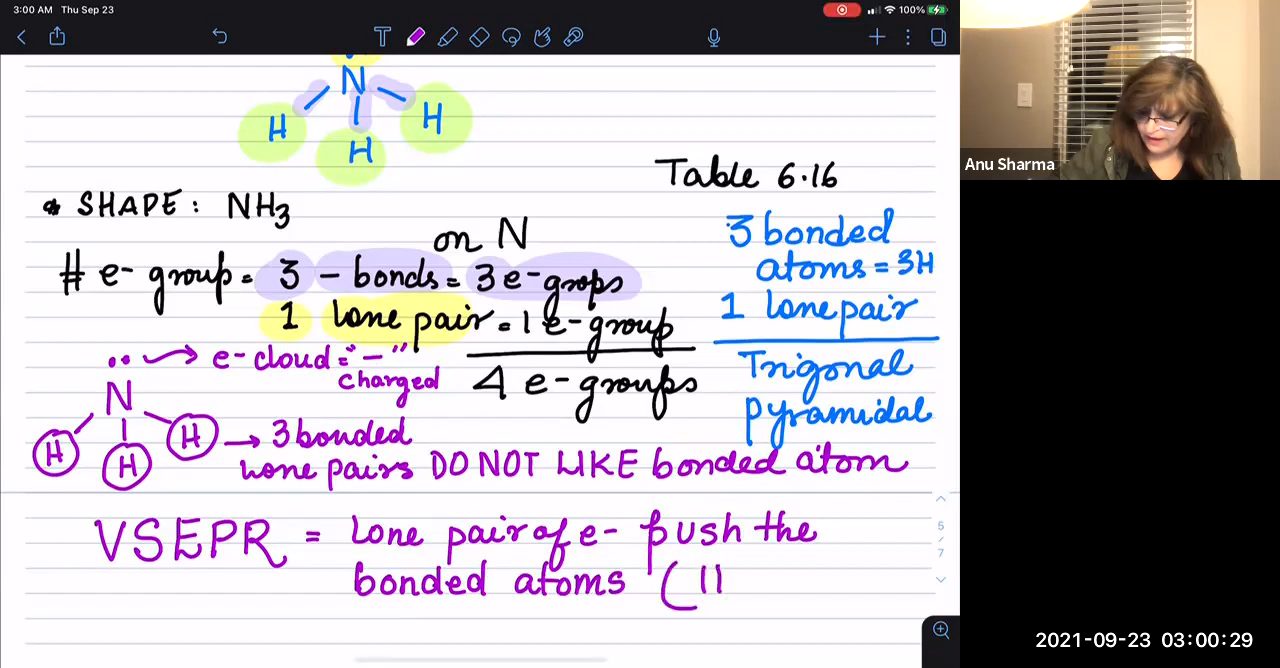 3:00 AM Thu Sep 23
100%
N
H H H
Table 6.16
* SHAPE: NH3
on N
# e- group = 3 - bonds = 3 e- grops
1 lone pair = 1 e- group
4 e- groups
3 bonded
atoms = 3H
1 lone pair
Trigonal
pyramidal
e- cloud = "-"
charged
N
H H H → 3 bonded
Lone pairs DO NOT LIKE bonded atom
VSEPR = Lone pair of e- push the
bonded atoms (
5
7
Anu Sharma
2021-09-23 03:00:29